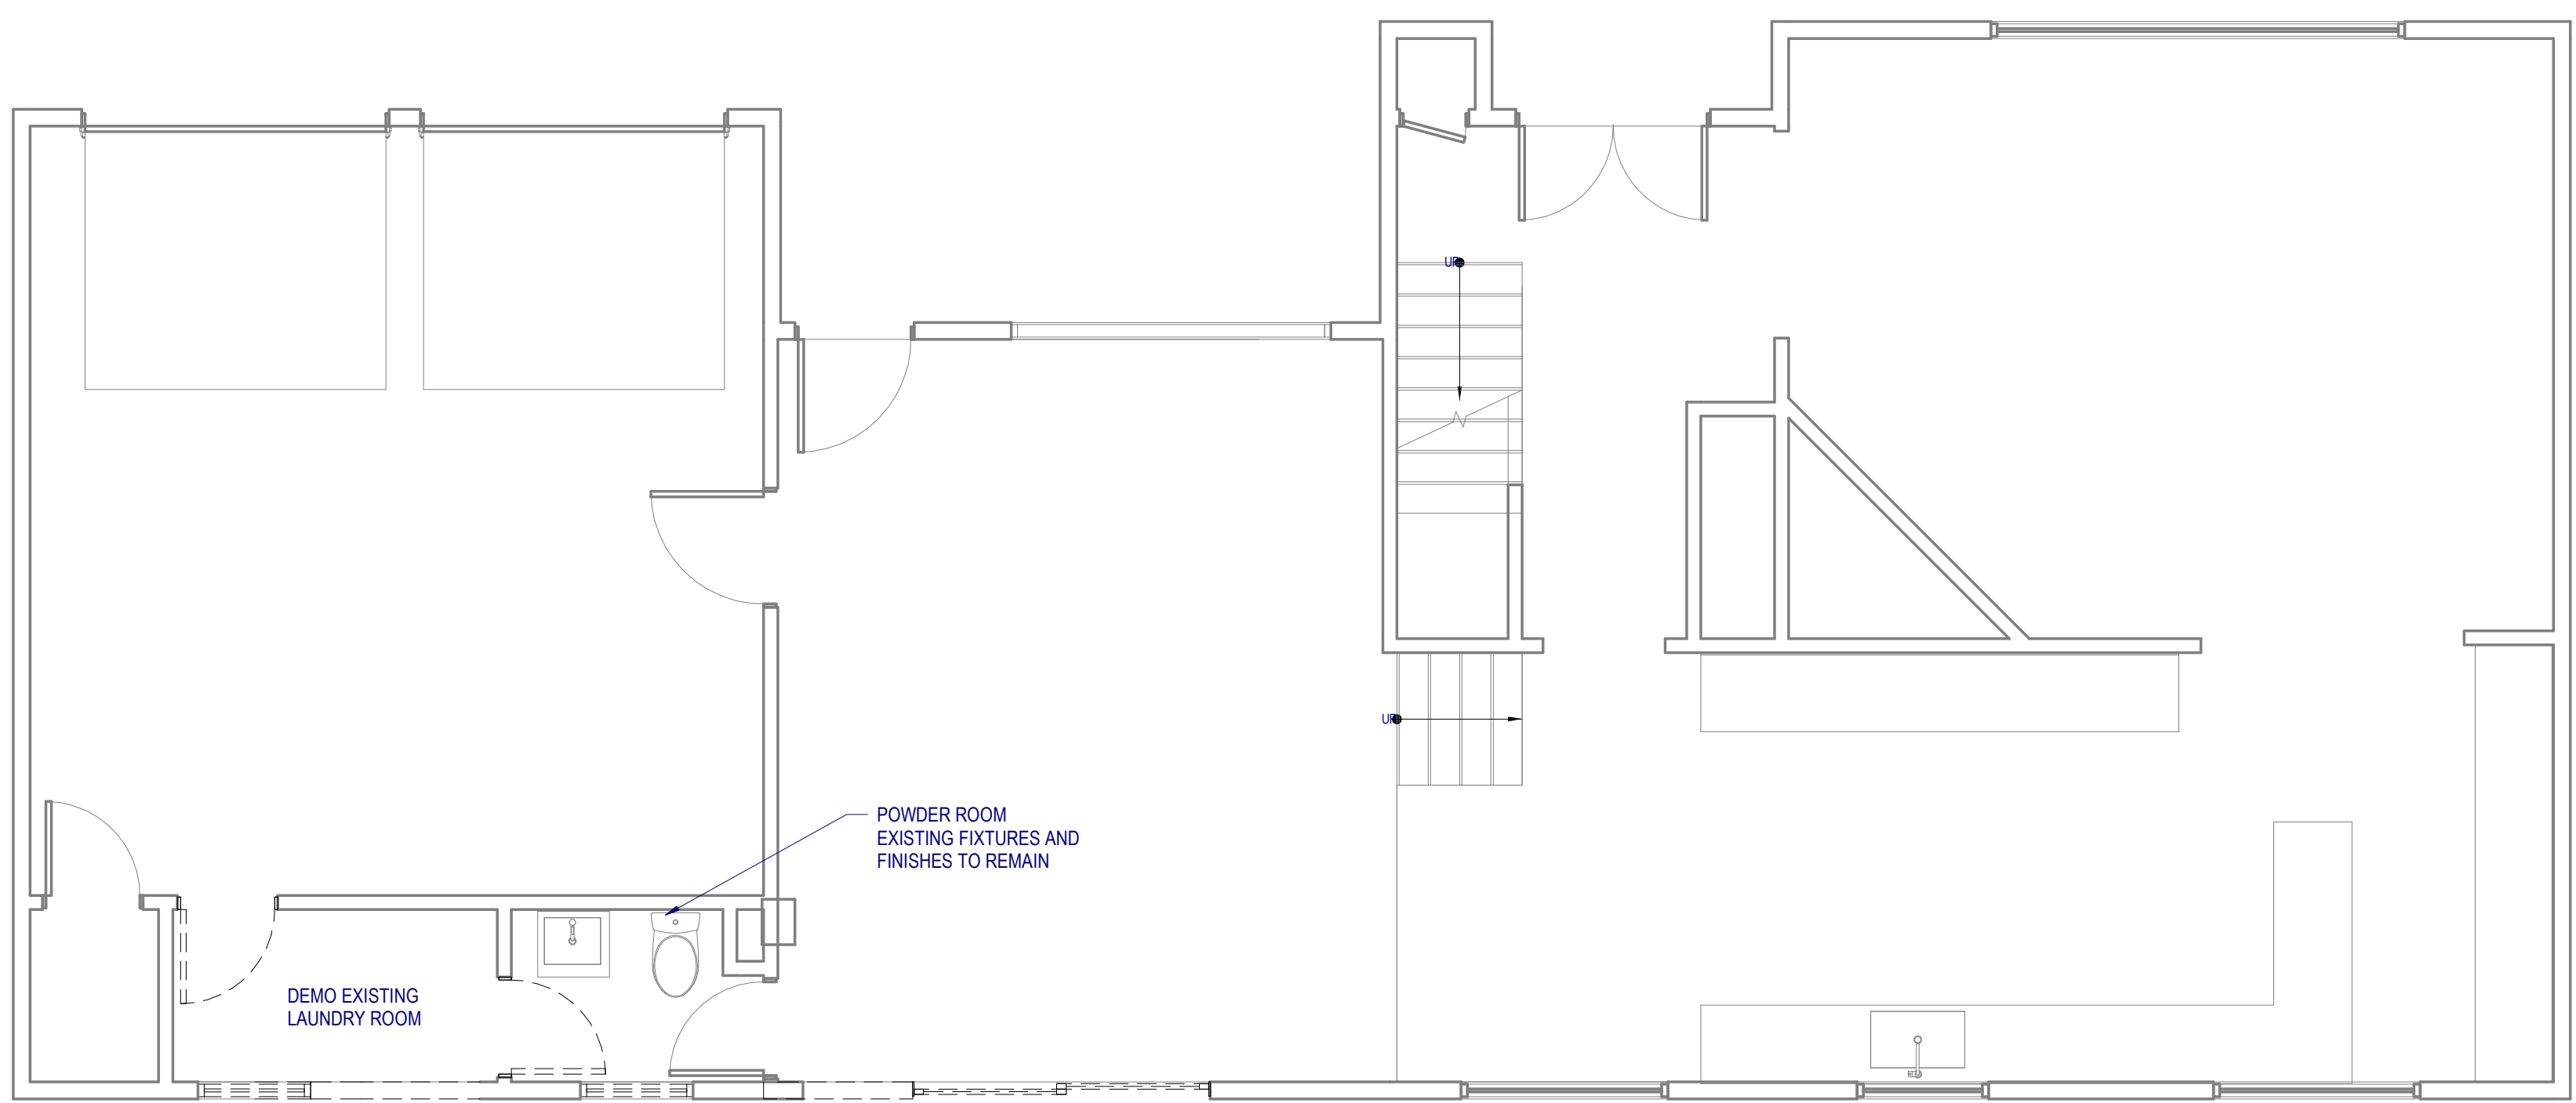 UP
UP
POWDER ROOM
EXISTING FIXTURES AND
FINISHES TO REMAIN
DEMO EXISTING
LAUNDRY ROOM